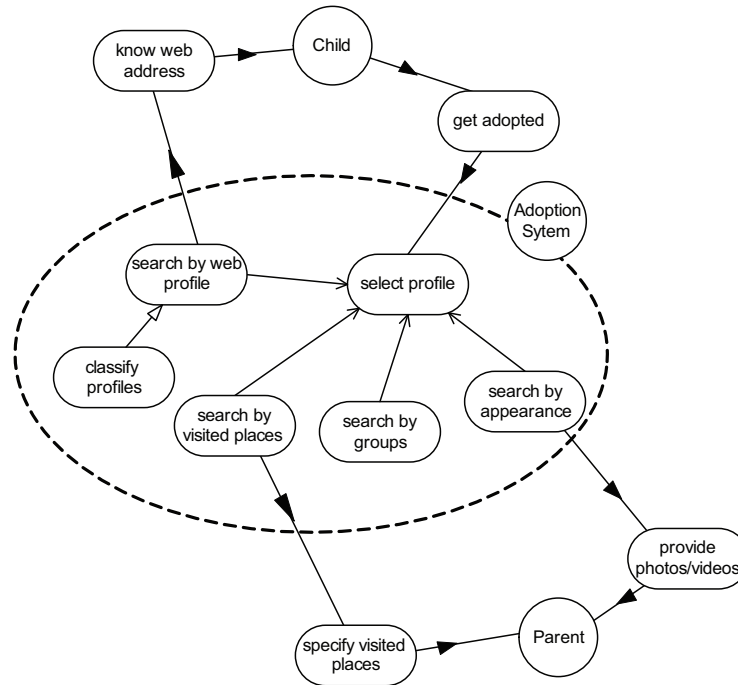 know web
address
Child
get adopted
Adoption
Sytem
search by web
profile
select profile
classify
profiles
search by
visited places
search by
groups
search by
appearance
provide
photos/videos
specify visited
places
Parent